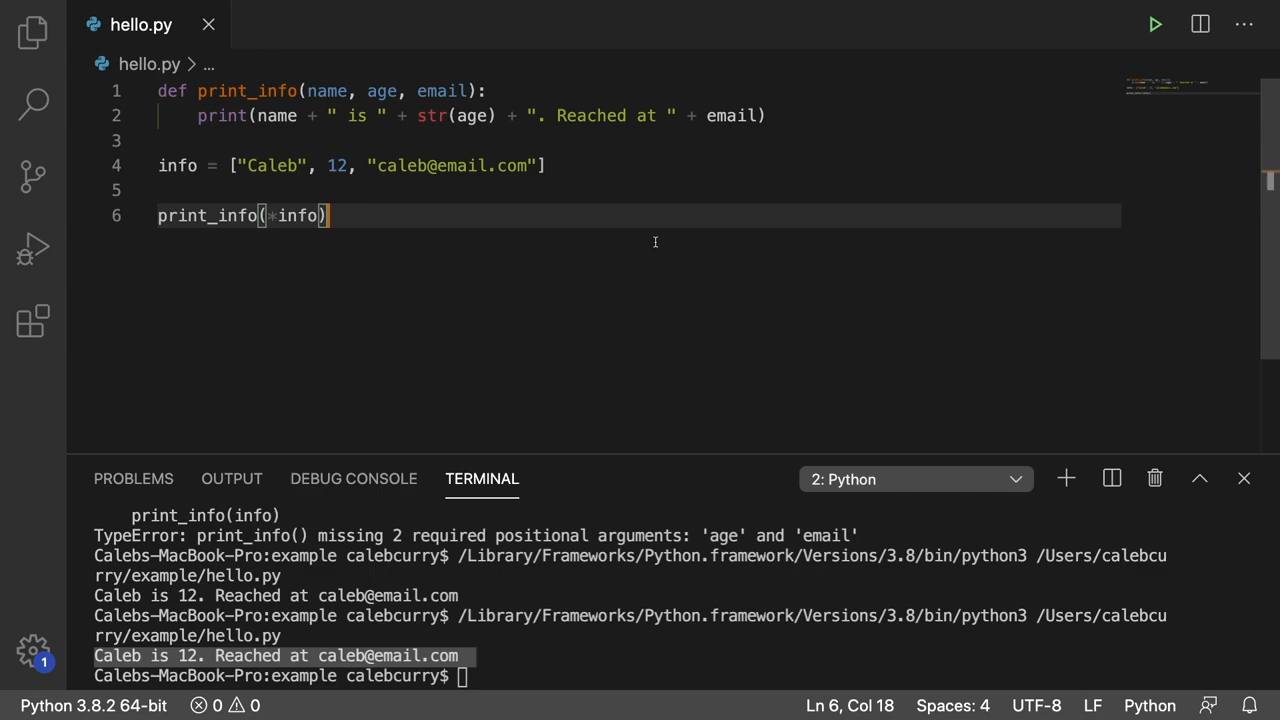 hello.py
hello.py > ...
1 def print_info(name, age, email):
2     print(name + " is " + str(age) + ". Reached at " + email)
3
4 info = ["Caleb", 12, "caleb@email.com"]
5
6 print_info(*info)
PROBLEMS OUTPUT DEBUG CONSOLE TERMINAL 2: Python
    print_info(info)
TypeError: print_info() missing 2 required positional arguments: 'age' and 'email'
Calebs-MacBook-Pro:example calebcurry$ /Library/Frameworks/Python.framework/Versions/3.8/bin/python3 /Users/calebcu
rry/example/hello.py
Caleb is 12. Reached at caleb@email.com
Calebs-MacBook-Pro:example calebcurry$ /Library/Frameworks/Python.framework/Versions/3.8/bin/python3 /Users/calebcu
rry/example/hello.py
Caleb is 12. Reached at caleb@email.com
Calebs-MacBook-Pro:example calebcurry$
1
Python 3.8.2 64-bit 0 0 Ln 6, Col 18 Spaces: 4 UTF-8 LF Python